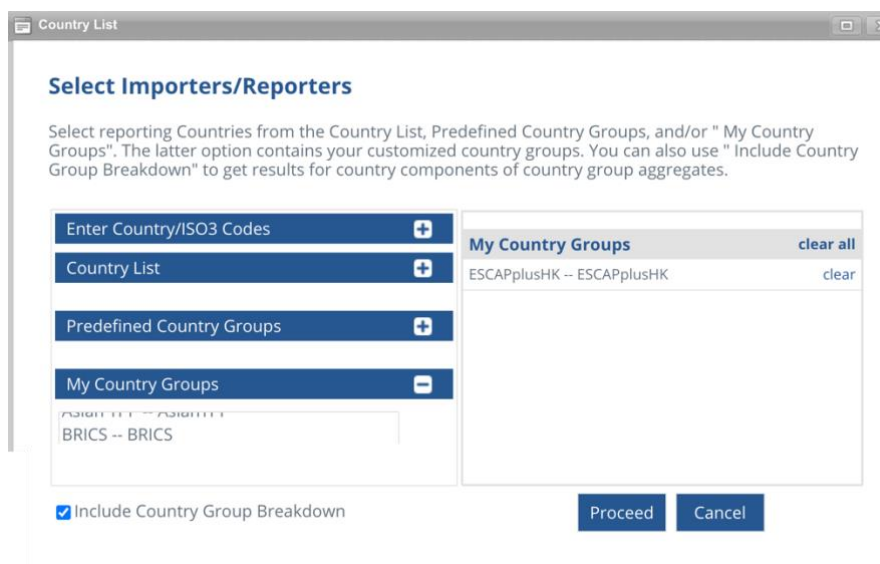 Country List
Select Importers/Reporters
Select reporting Countries from the Country List, Predefined Country Groups, and/or " My Country
Groups". The latter option contains your customized country groups. You can also use " Include Country
Group Breakdown" to get results for country components of country group aggregates.
Enter Country/ISO3 Codes
Country List
Predefined Country Groups
My Country Groups
BRICS -- BRICS
My Country Groups clear all
ESCAPplusHK -- ESCAPplusHK clear
Include Country Group Breakdown
Proceed Cancel